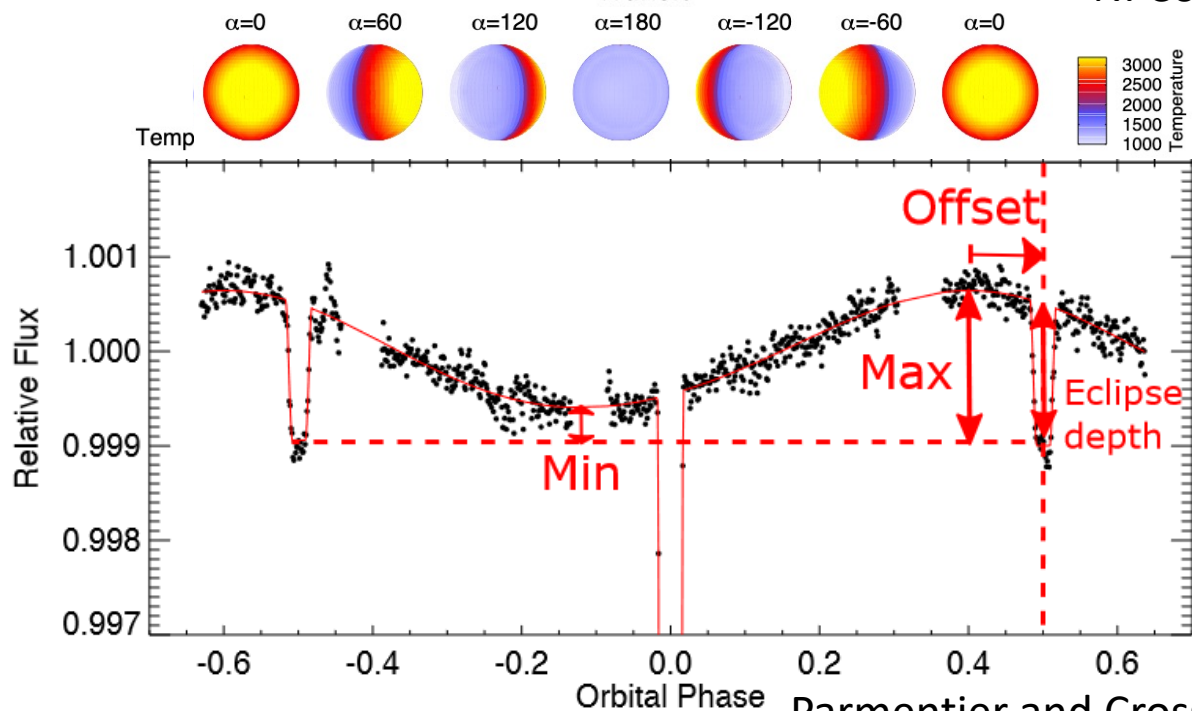 α=0 α=60 α=120 α=180 α=-120 α=-60 α=0
3000
2500
2000
1500
1000
Temperature
Temp
Offset
1.001
1.000
0.999
0.998
0.997
Relative Flux
Max
Min
Eclipse
depth
-0.6 -0.4 -0.2 0.0 0.2 0.4 0.6
Orbital Phase
Parmentier and